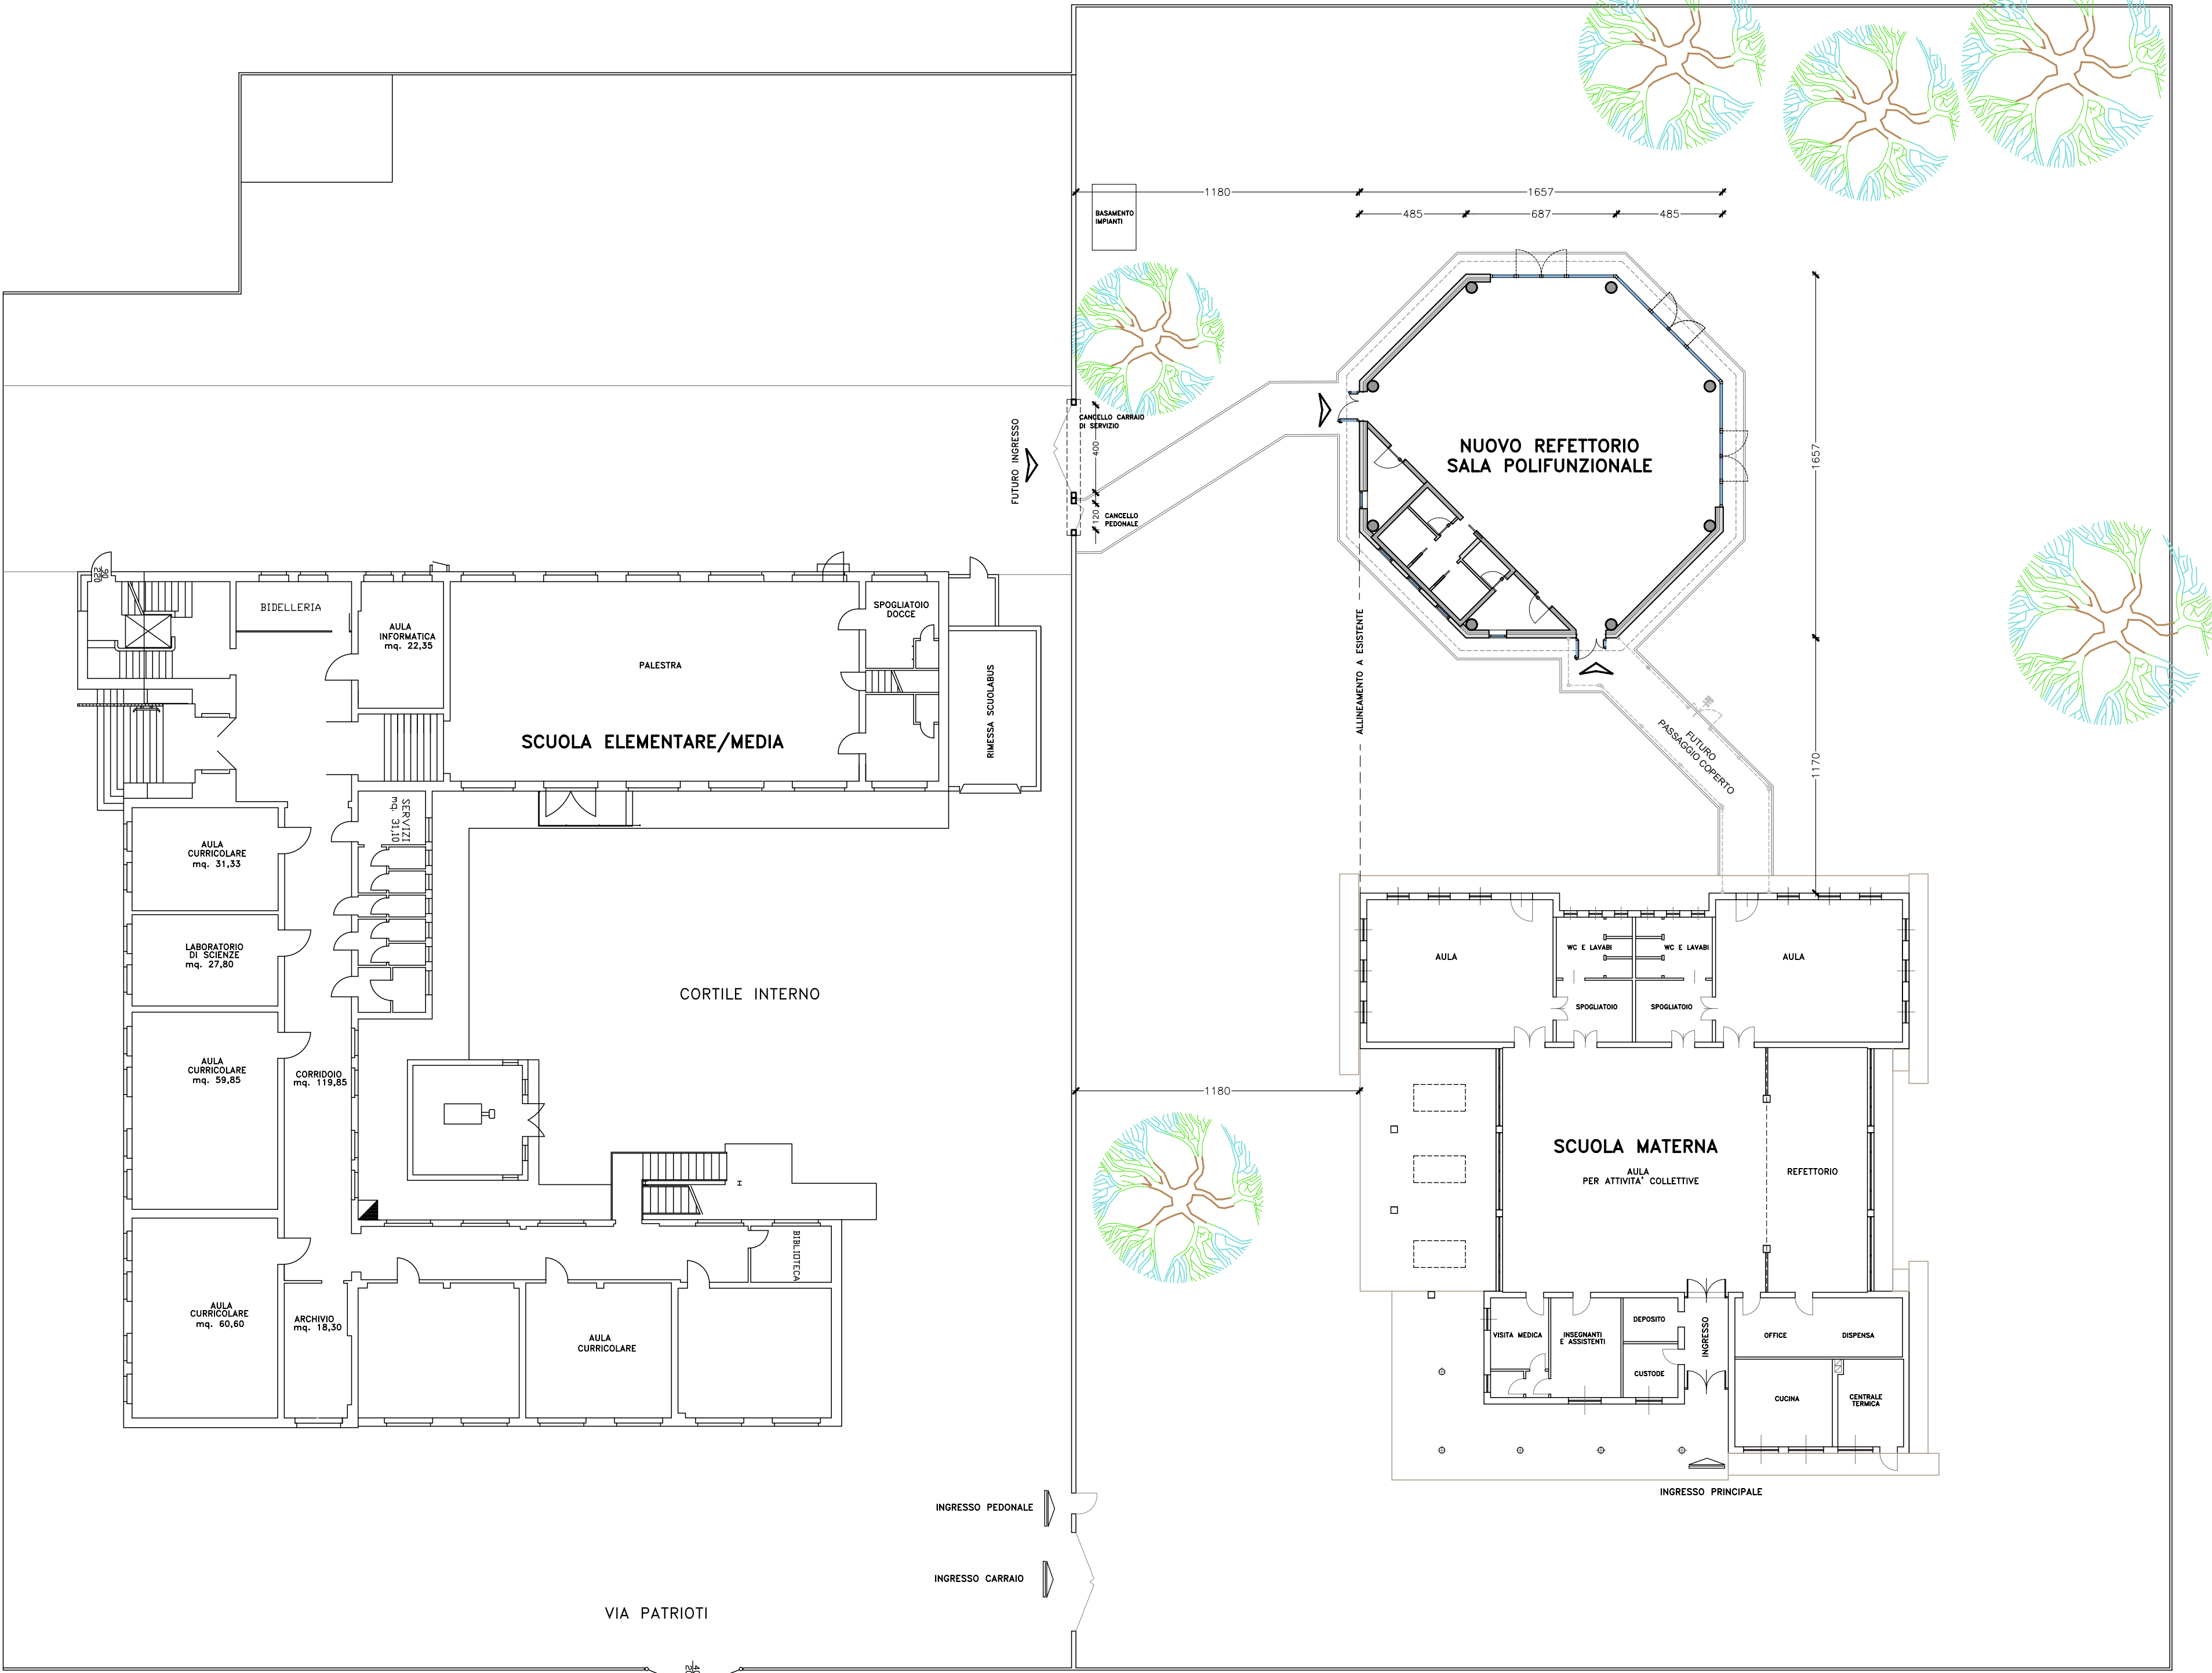 1180
1657
485
687
485
BASAMENTO
IMPIANTI
CANCELLO CARRAIO
DI SERVIZIO
400
FUTURO INGRESSO
120
CANCELLO
PEDONALE
NUOVO REFETTORIO
SALA POLIFUNZIONALE
1657
ALLINEAMENTO A ESISTENTE
FUTURO
PASSAGGIO COPERTO
1170
90
220
BIDELLERIA
AULA
INFORMATICA
mq. 22,35
PALESTRA
SPOGLIATOIO
DOCCE
RIMESSA SCUOLABUS
SCUOLA ELEMENTARE/MEDIA
SERVIZI
mq. 31,10
AULA
CURRICOLARE
mq. 31,33
LABORATORIO
DI SCIENZE
mq. 27,80
AULA
CURRICOLARE
mq. 59,85
CORRIDOIO
mq. 119,85
CORTILE INTERNO
H
BIBLIOTECA
AULA
CURRICOLARE
mq. 60,60
ARCHIVIO
mq. 18,30
AULA
CURRICOLARE
1180
AULA
WC E LAVABI
WC E LAVABI
AULA
SPOGLIATOIO
SPOGLIATOIO
SCUOLA MATERNA
AULA
PER ATTIVITA' COLLETTIVE
REFETTORIO
VISITA MEDICA
INSEGNANTI
E ASSISTENTI
DEPOSITO
CUSTODE
INGRESSO
OFFICE
DISPENSA
CUCINA
CENTRALE
TERMICA
INGRESSO PRINCIPALE
INGRESSO PEDONALE
INGRESSO CARRAIO
VIA PATRIOTI